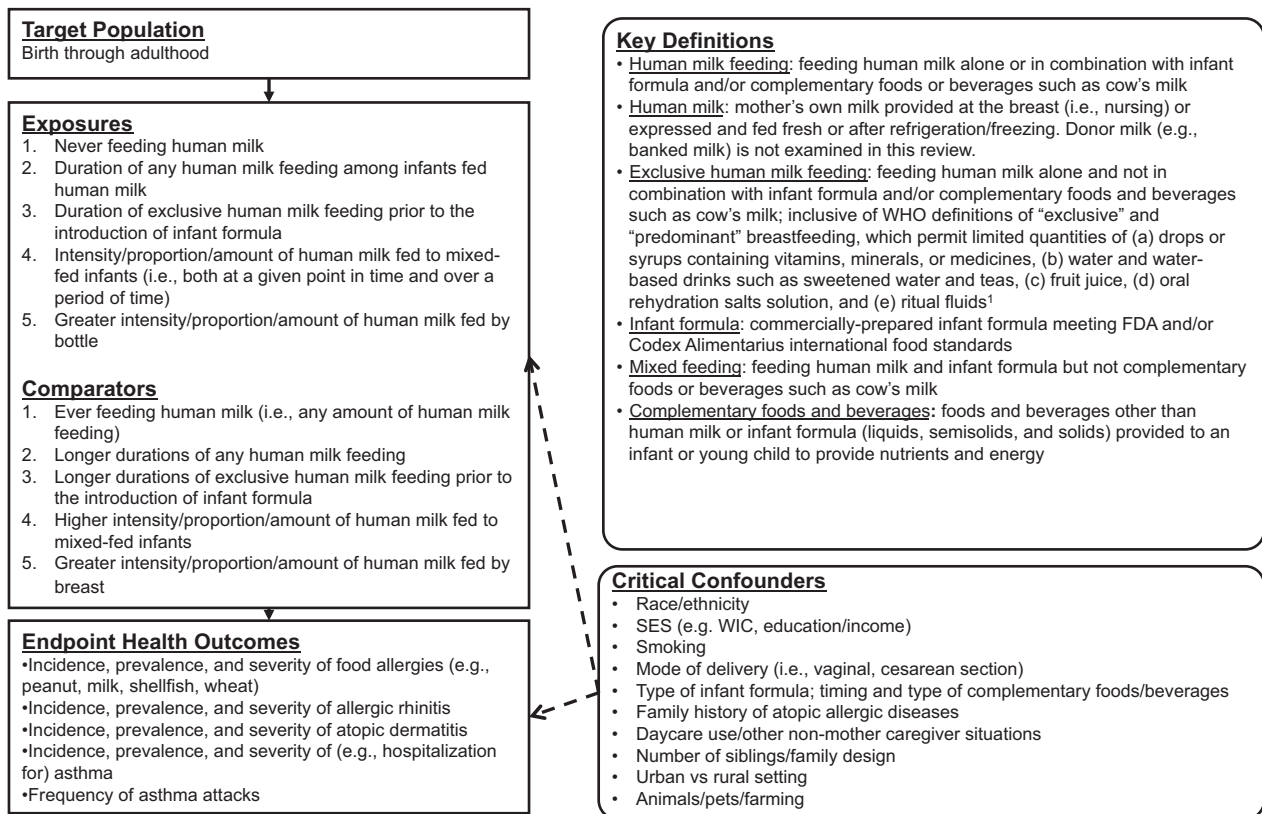 Target Population
Birth through adulthood
Exposures
1. Never feeding human milk
2. Duration of any human milk feeding among infants fed
human milk
3. Duration of exclusive human milk feeding prior to the
introduction of infant formula
4. Intensity/proportion/amount of human milk fed to mixed-
fed infants (i.e., both at a given point in time and over a
period of time)
5. Greater intensity/proportion/amount of human milk fed by
bottle
Comparators
1. Ever feeding human milk (i.e., any amount of human milk
feeding)
2. Longer durations of any human milk feeding
3. Longer durations of exclusive human milk feeding prior to
the introduction of infant formula
4. Higher intensity/proportion/amount of human milk fed to
mixed-fed infants
5. Greater intensity/proportion/amount of human milk fed by
breast
Endpoint Health Outcomes
•Incidence, prevalence, and severity of food allergies (e.g.,
peanut, milk, shellfish, wheat)
•Incidence, prevalence, and severity of allergic rhinitis
•Incidence, prevalence, and severity of atopic dermatitis
•Incidence, prevalence, and severity of (e.g., hospitalization
for) asthma
•Frequency of asthma attacks
Key Definitions
• Human milk feeding: feeding human milk alone or in combination with infant
formula and/or complementary foods or beverages such as cow's milk
• Human milk: mother's own milk provided at the breast (i.e., nursing) or
expressed and fed fresh or after refrigeration/freezing. Donor milk (e.g.,
banked milk) is not examined in this review.
• Exclusive human milk feeding: feeding human milk alone and not in
combination with infant formula and/or complementary foods and beverages
such as cow's milk; inclusive of WHO definitions of "exclusive" and
"predominant" breastfeeding, which permit limited quantities of (a) drops or
syrups containing vitamins, minerals, or medicines, (b) water and water-
based drinks such as sweetened water and teas, (c) fruit juice, (d) oral
rehydration salts solution, and (e) ritual fluids¹
• Infant formula: commercially-prepared infant formula meeting FDA and/or
Codex Alimentarius international food standards
• Mixed feeding: feeding human milk and infant formula but not complementary
foods or beverages such as cow's milk
• Complementary foods and beverages: foods and beverages other than
human milk or infant formula (liquids, semisolids, and solids) provided to an
infant or young child to provide nutrients and energy
Critical Confounders
• Race/ethnicity
• SES (e.g. WIC, education/income)
• Smoking
• Mode of delivery (i.e., vaginal, cesarean section)
• Type of infant formula; timing and type of complementary foods/beverages
• Family history of atopic allergic diseases
• Daycare use/other non-mother caregiver situations
• Number of siblings/family design
• Urban vs rural setting
• Animals/pets/farming